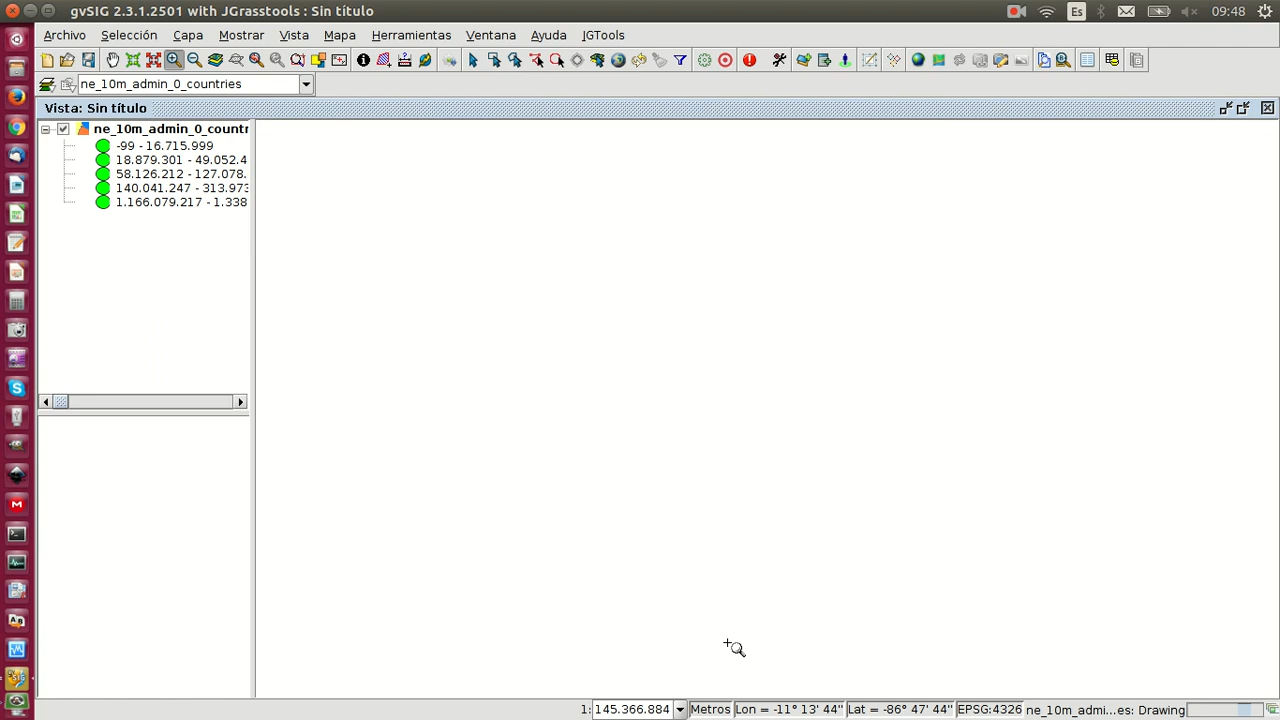 gvSIG 2.3.1.2501 with JGrasstools : Sin título
Es
09:48
Archivo Selección Capa Mostrar Vista Mapa Herramientas Ventana Ayuda JGTools
ne_10m_admin_0_countries
Vista: Sin título
ne_10m_admin_0_countr
-99 - 16.715.999
18.879.301 - 49.052.4
58.126.212 - 127.078.
140.041.247 - 313.973
1.166.079.217 - 1.338
1: 145.366.884 Metros Lon = -11° 13' 44" Lat = -86° 47' 44" EPSG:4326 ne_10m_admi...es: Drawing